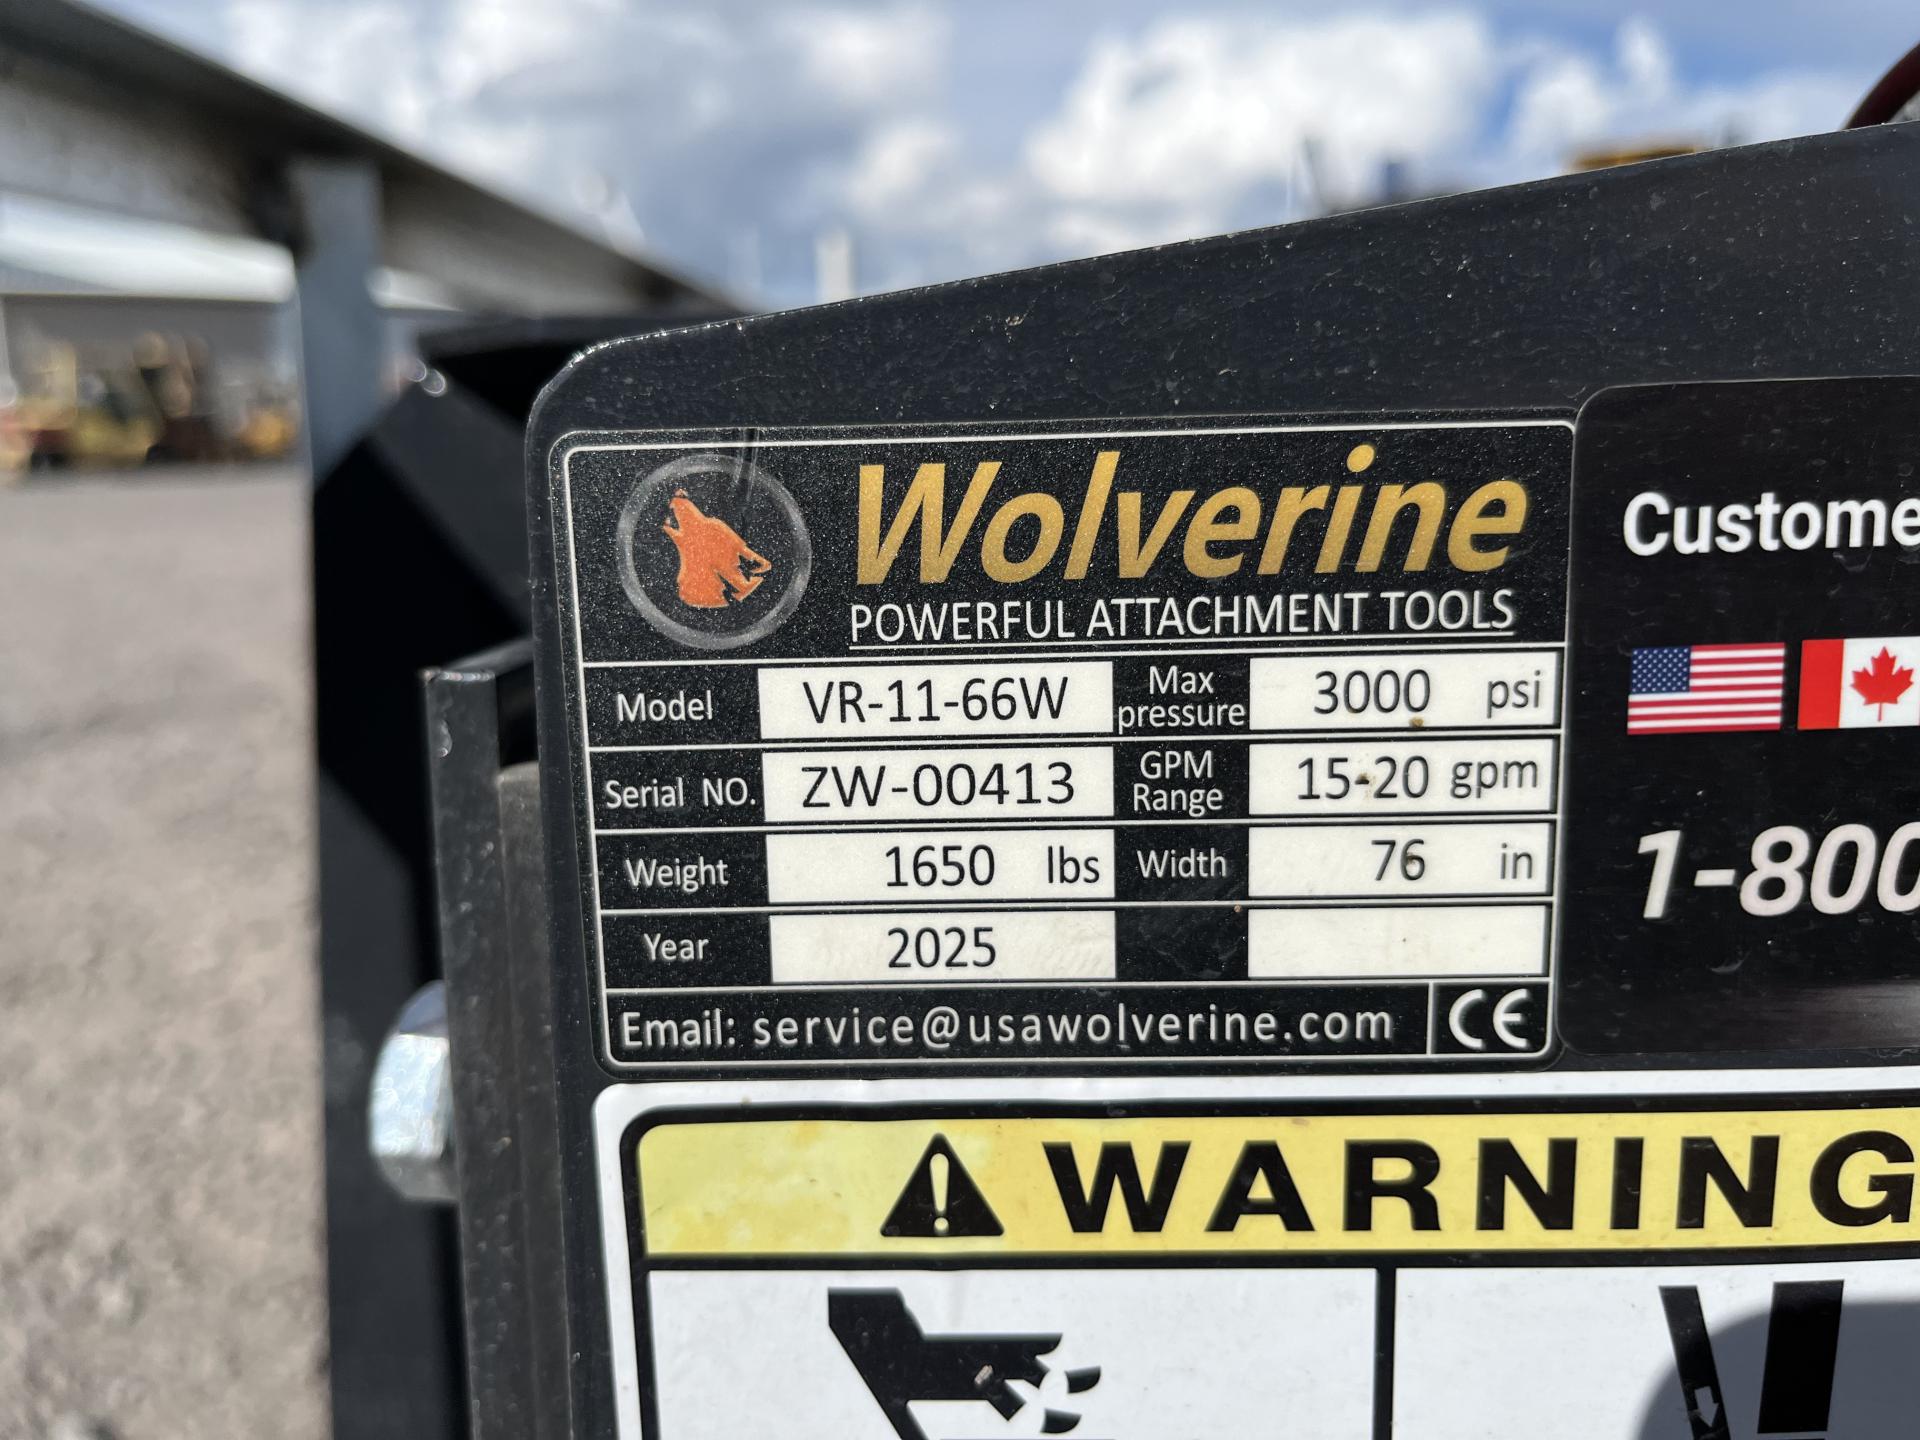 Wolverine
POWERFUL ATTACHMENT TOOLS
Model VR-11-66W Max pressure 3000 psi
Serial NO. ZW-00413 GPM Range 15-20 gpm
Weight 1650 lbs Width 76 in
Year 2025
Email: service@usawolverine.com CE
Custome
1-800
WARNING